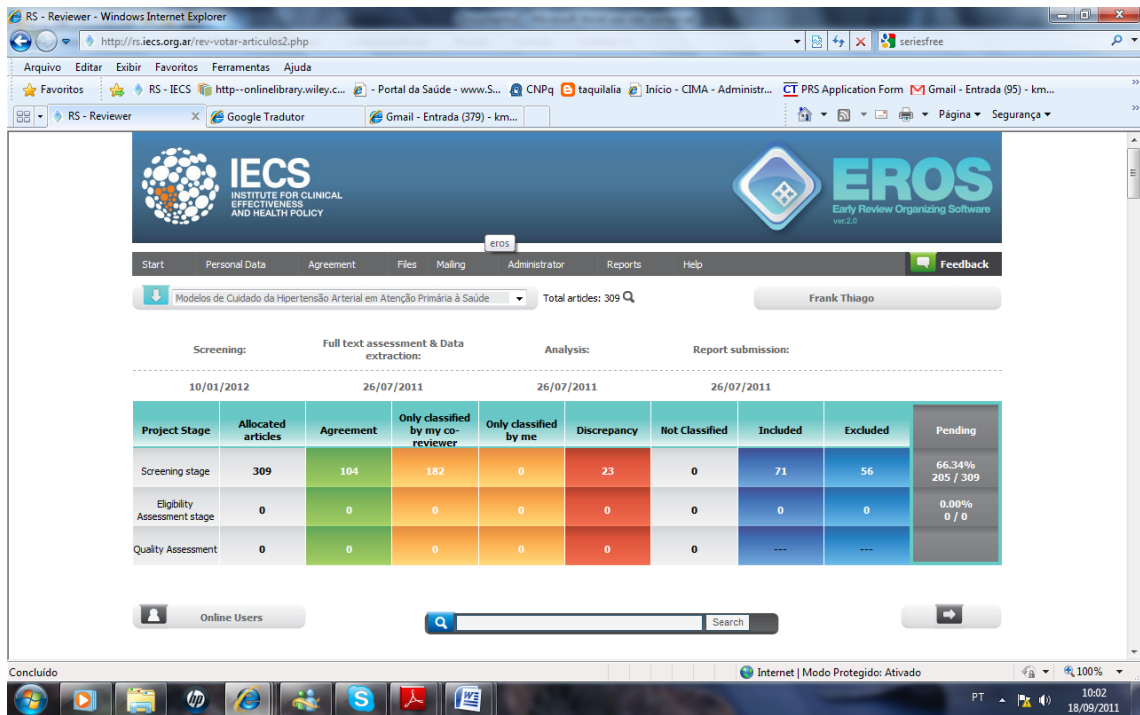 RS - Reviewer - Windows Internet Explorer
http://rs.iecs.org.ar/rev-votar-articulos2.php
seriesfree
Arquivo Editar Exibir Favoritos Ferramentas Ajuda
Favoritos RS - IECS http--onlinelibrary.wiley.c... - Portal da Saúde - www.S... CNPq taquilalia Início - CIMA - Administr... CT PRS Application Form Gmail - Entrada (95) - km...
RS - Reviewer Google Tradutor Gmail - Entrada (379) - km... Página Segurança
IECS
INSTITUTE FOR CLINICAL
EFFECTIVENESS
AND HEALTH POLICY
EROS
Early Review Organizing Software
ver.2.0
eros
Start Personal Data Agreement Files Mailing Administrator Reports Help Feedback
Modelos de Cuidado da Hipertensão Arterial em Atenção Primária à Saúde Total articles: 309 Frank Thiago
Screening: Full text assessment & Data extraction: Analysis: Report submission:
10/01/2012 26/07/2011 26/07/2011 26/07/2011
Project Stage Allocated articles Agreement Only classified by my co-reviewer Only classified by me Discrepancy Not Classified Included Excluded Pending
Screening stage 309 104 182 0 23 0 71 56 66.34% 205 / 309
Eligibility Assessment stage 0 0 0 0 0 0 0 0 0.00% 0 / 0
Quality Assessment 0 0 0 0 0 0 --- ---
Online Users Search
Concluído Internet | Modo Protegido: Ativado 100%
PT 10:02
18/09/2011